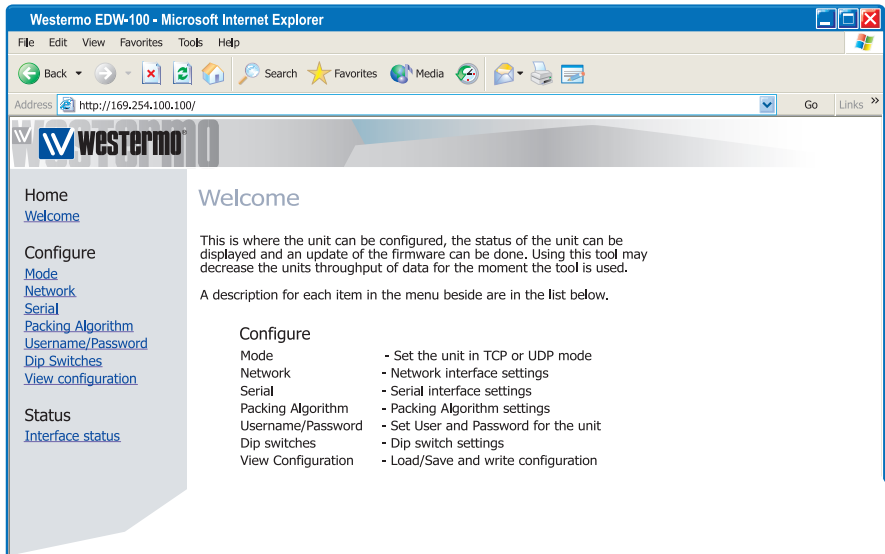 Westermo EDW-100 - Microsoft Internet Explorer
File Edit View Favorites Tools Help
Back Search Favorites Media
Address http://169.254.100.100/ Go Links »
westermo®
Home
Welcome
Configure
Mode
Network
Serial
Packing Algorithm
Username/Password
Dip Switches
View configuration
Status
Interface status
Welcome
This is where the unit can be configured, the status of the unit can be
displayed and an update of the firmware can be done. Using this tool may
decrease the units throughput of data for the moment the tool is used.
A description for each item in the menu beside are in the list below.
Configure
Mode - Set the unit in TCP or UDP mode
Network - Network interface settings
Serial - Serial interface settings
Packing Algorithm - Packing Algorithm settings
Username/Password - Set User and Password for the unit
Dip switches - Dip switch settings
View Configuration - Load/Save and write configuration